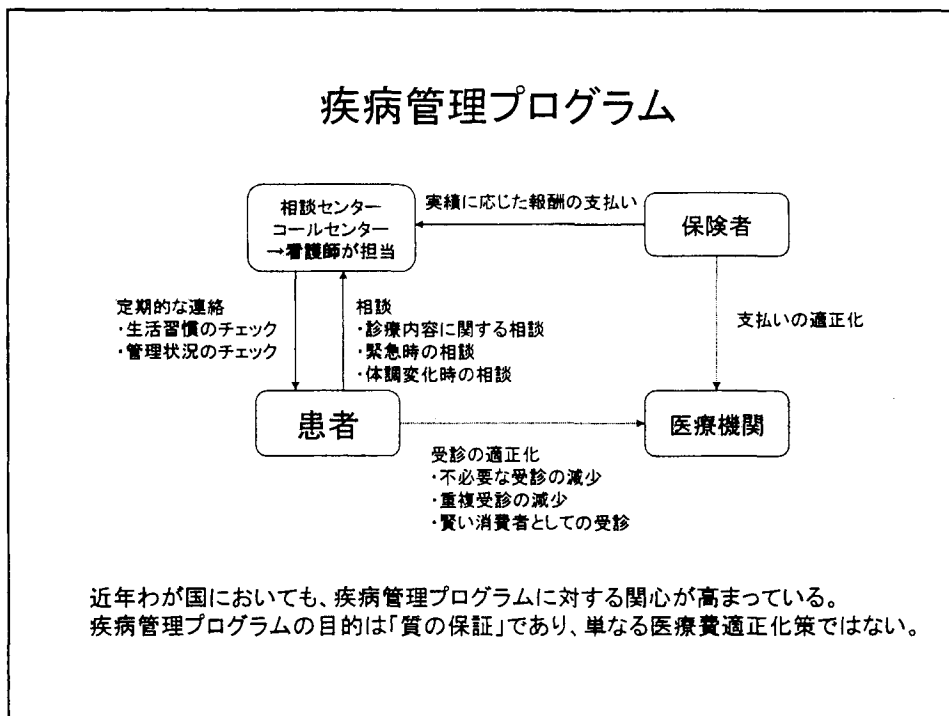 疾病管理プログラム
相談センター
コールセンター
→看護師が担当
実績に応じた報酬の支払い
保険者
定期的な連絡
・生活習慣のチェック
・管理状況のチェック
相談
・診療内容に関する相談
・緊急時の相談
・体調変化時の相談
支払いの適正化
患者
医療機関
受診の適正化
・不必要な受診の減少
・重複受診の減少
・賢い消費者としての受診
近年わが国においても、疾病管理プログラムに対する関心が高まっている。
疾病管理プログラムの目的は「質の保証」であり、単なる医療費適正化策ではない。